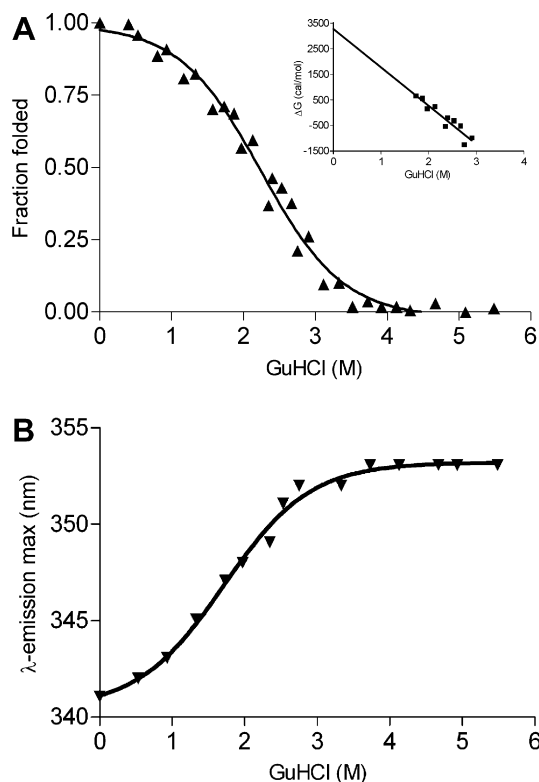 A
Fraction folded
1.00
0.75
0.50
0.25
0.00
0 1 2 3 4 5 6
GuHCl (M)
ΔG (cal/mol)
3500
2500
1500
500
-500
-1500
0 1 2 3 4
GuHCl (M)
B
λ-emission max (nm)
355
350
345
340
0 1 2 3 4 5 6
GuHCl (M)